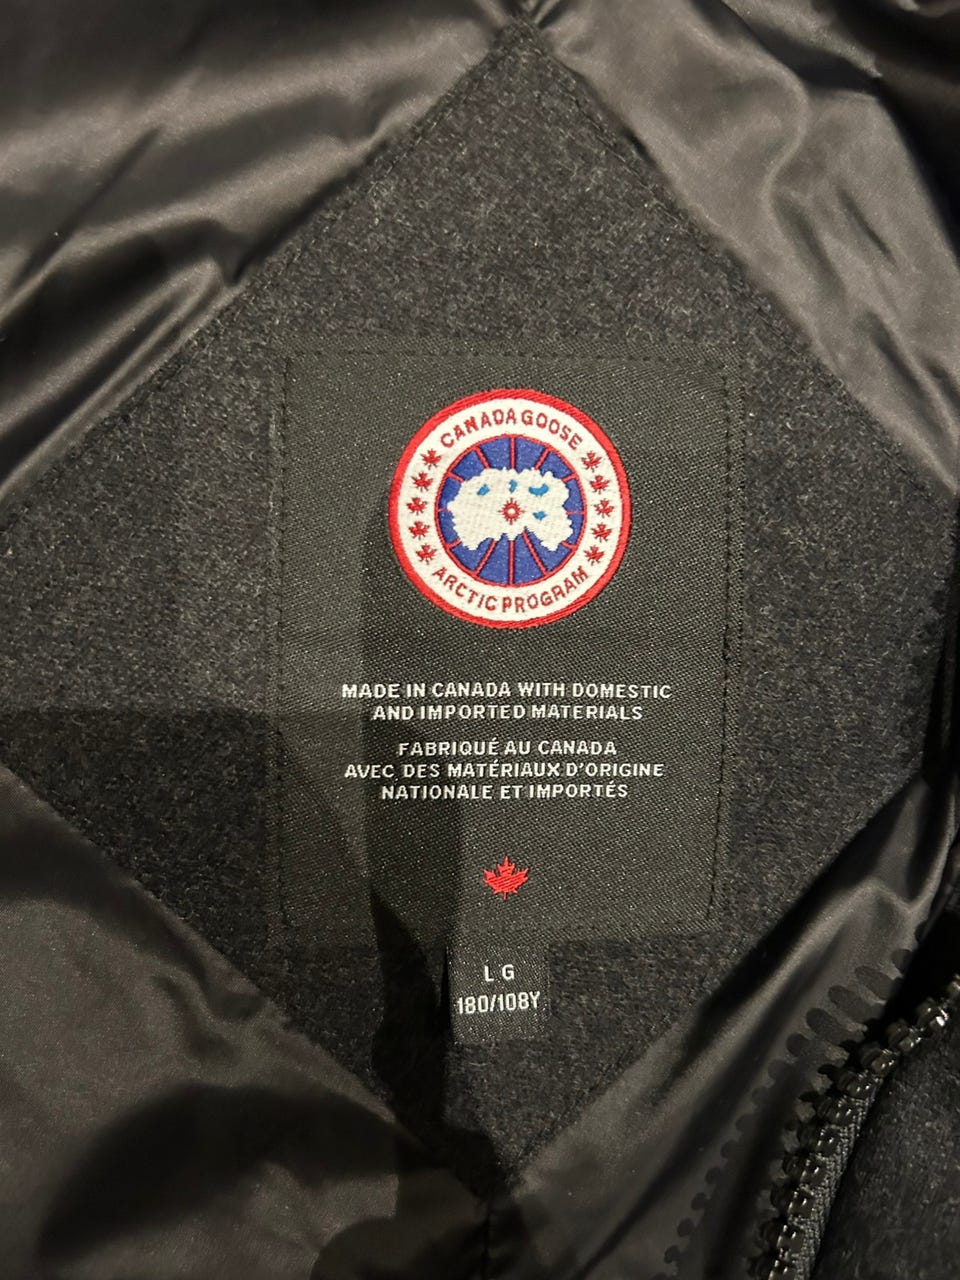 CANADA GOOSE
ARCTIC PROGRAM
MADE IN CANADA WITH DOMESTIC
AND IMPORTED MATERIALS
FABRIQUÉ AU CANADA
AVEC DES MATÉRIAUX D'ORIGINE
NATIONALE ET IMPORTÉS
LG
180/108Y